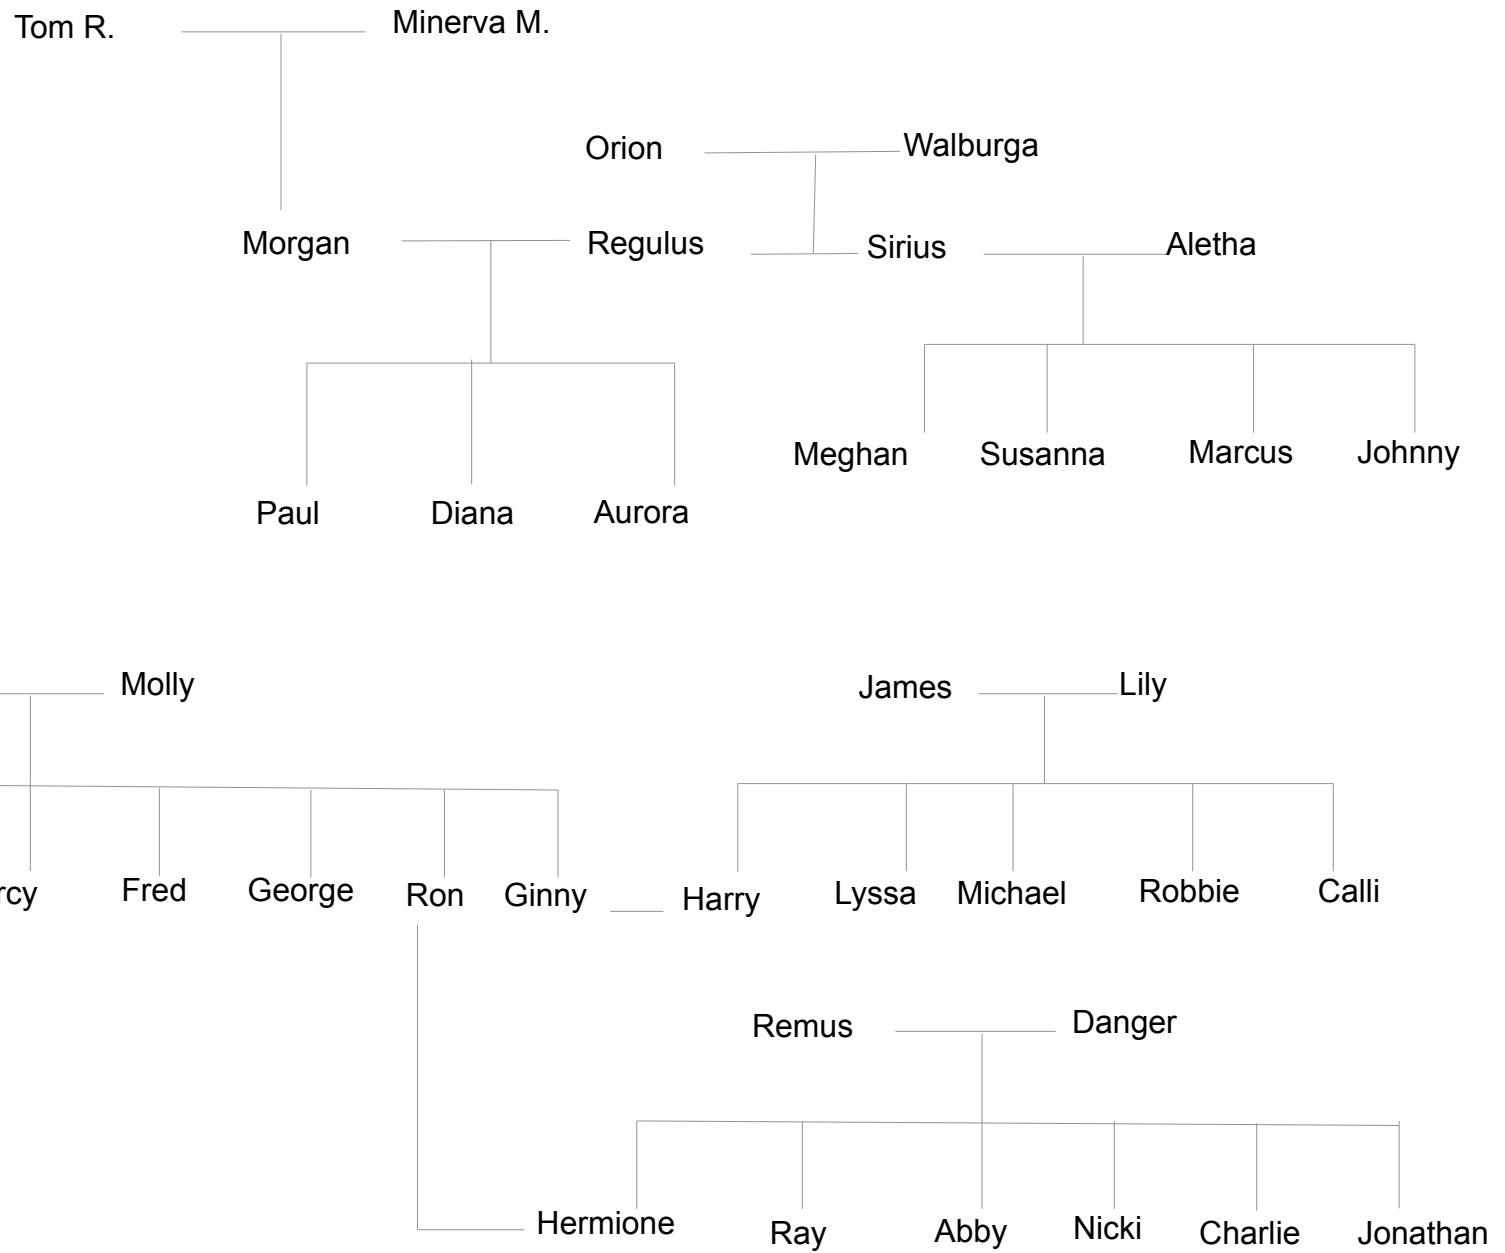 Tom R. Minerva M.
Orion Walburga
Morgan Regulus Sirius Aletha
Meghan Susanna Marcus Johnny
Paul Diana Aurora
Molly James Lily
rcy Fred George Ron Ginny Harry Lyssa Michael Robbie Calli
Remus Danger
Hermione Ray Abby Nicki Charlie Jonathan